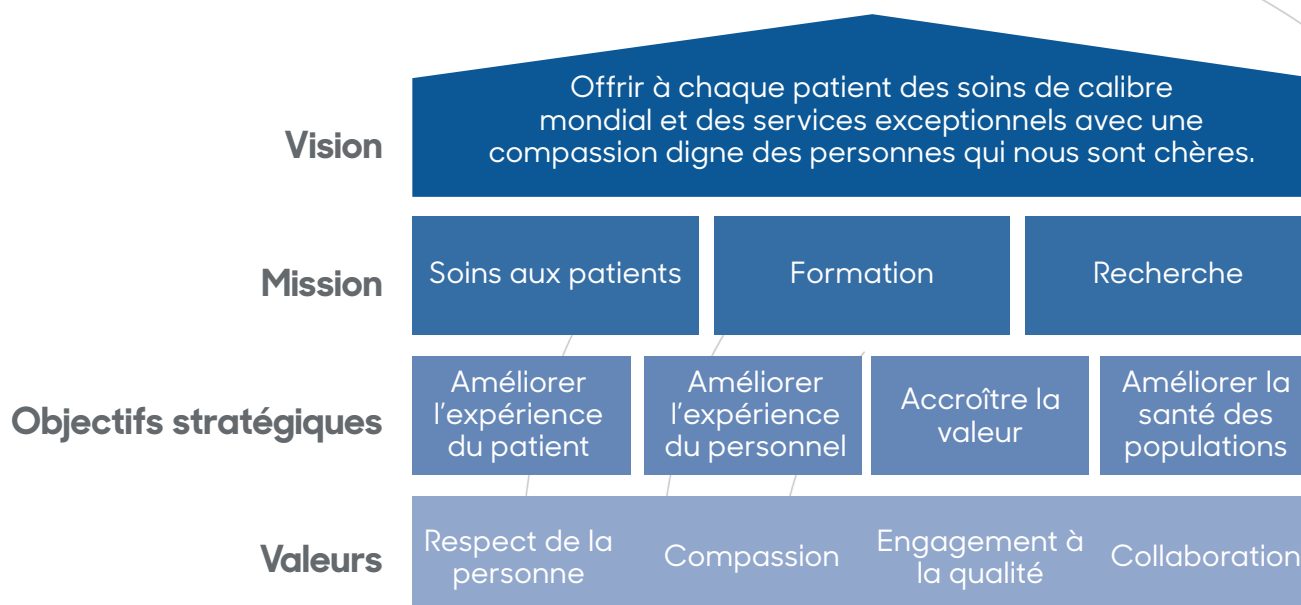 Vision
Offrir à chaque patient des soins de calibre
mondial et des services exceptionnels avec une
compassion digne des personnes qui nous sont chères.
Mission
Soins aux patients
Formation
Recherche
Objectifs stratégiques
Améliorer
l'expérience
du patient
Améliorer
l'expérience
du personnel
Accroître la
valeur
Améliorer la
santé des
populations
Valeurs
Respect de la
personne
Compassion
Engagement à
la qualité
Collaboration